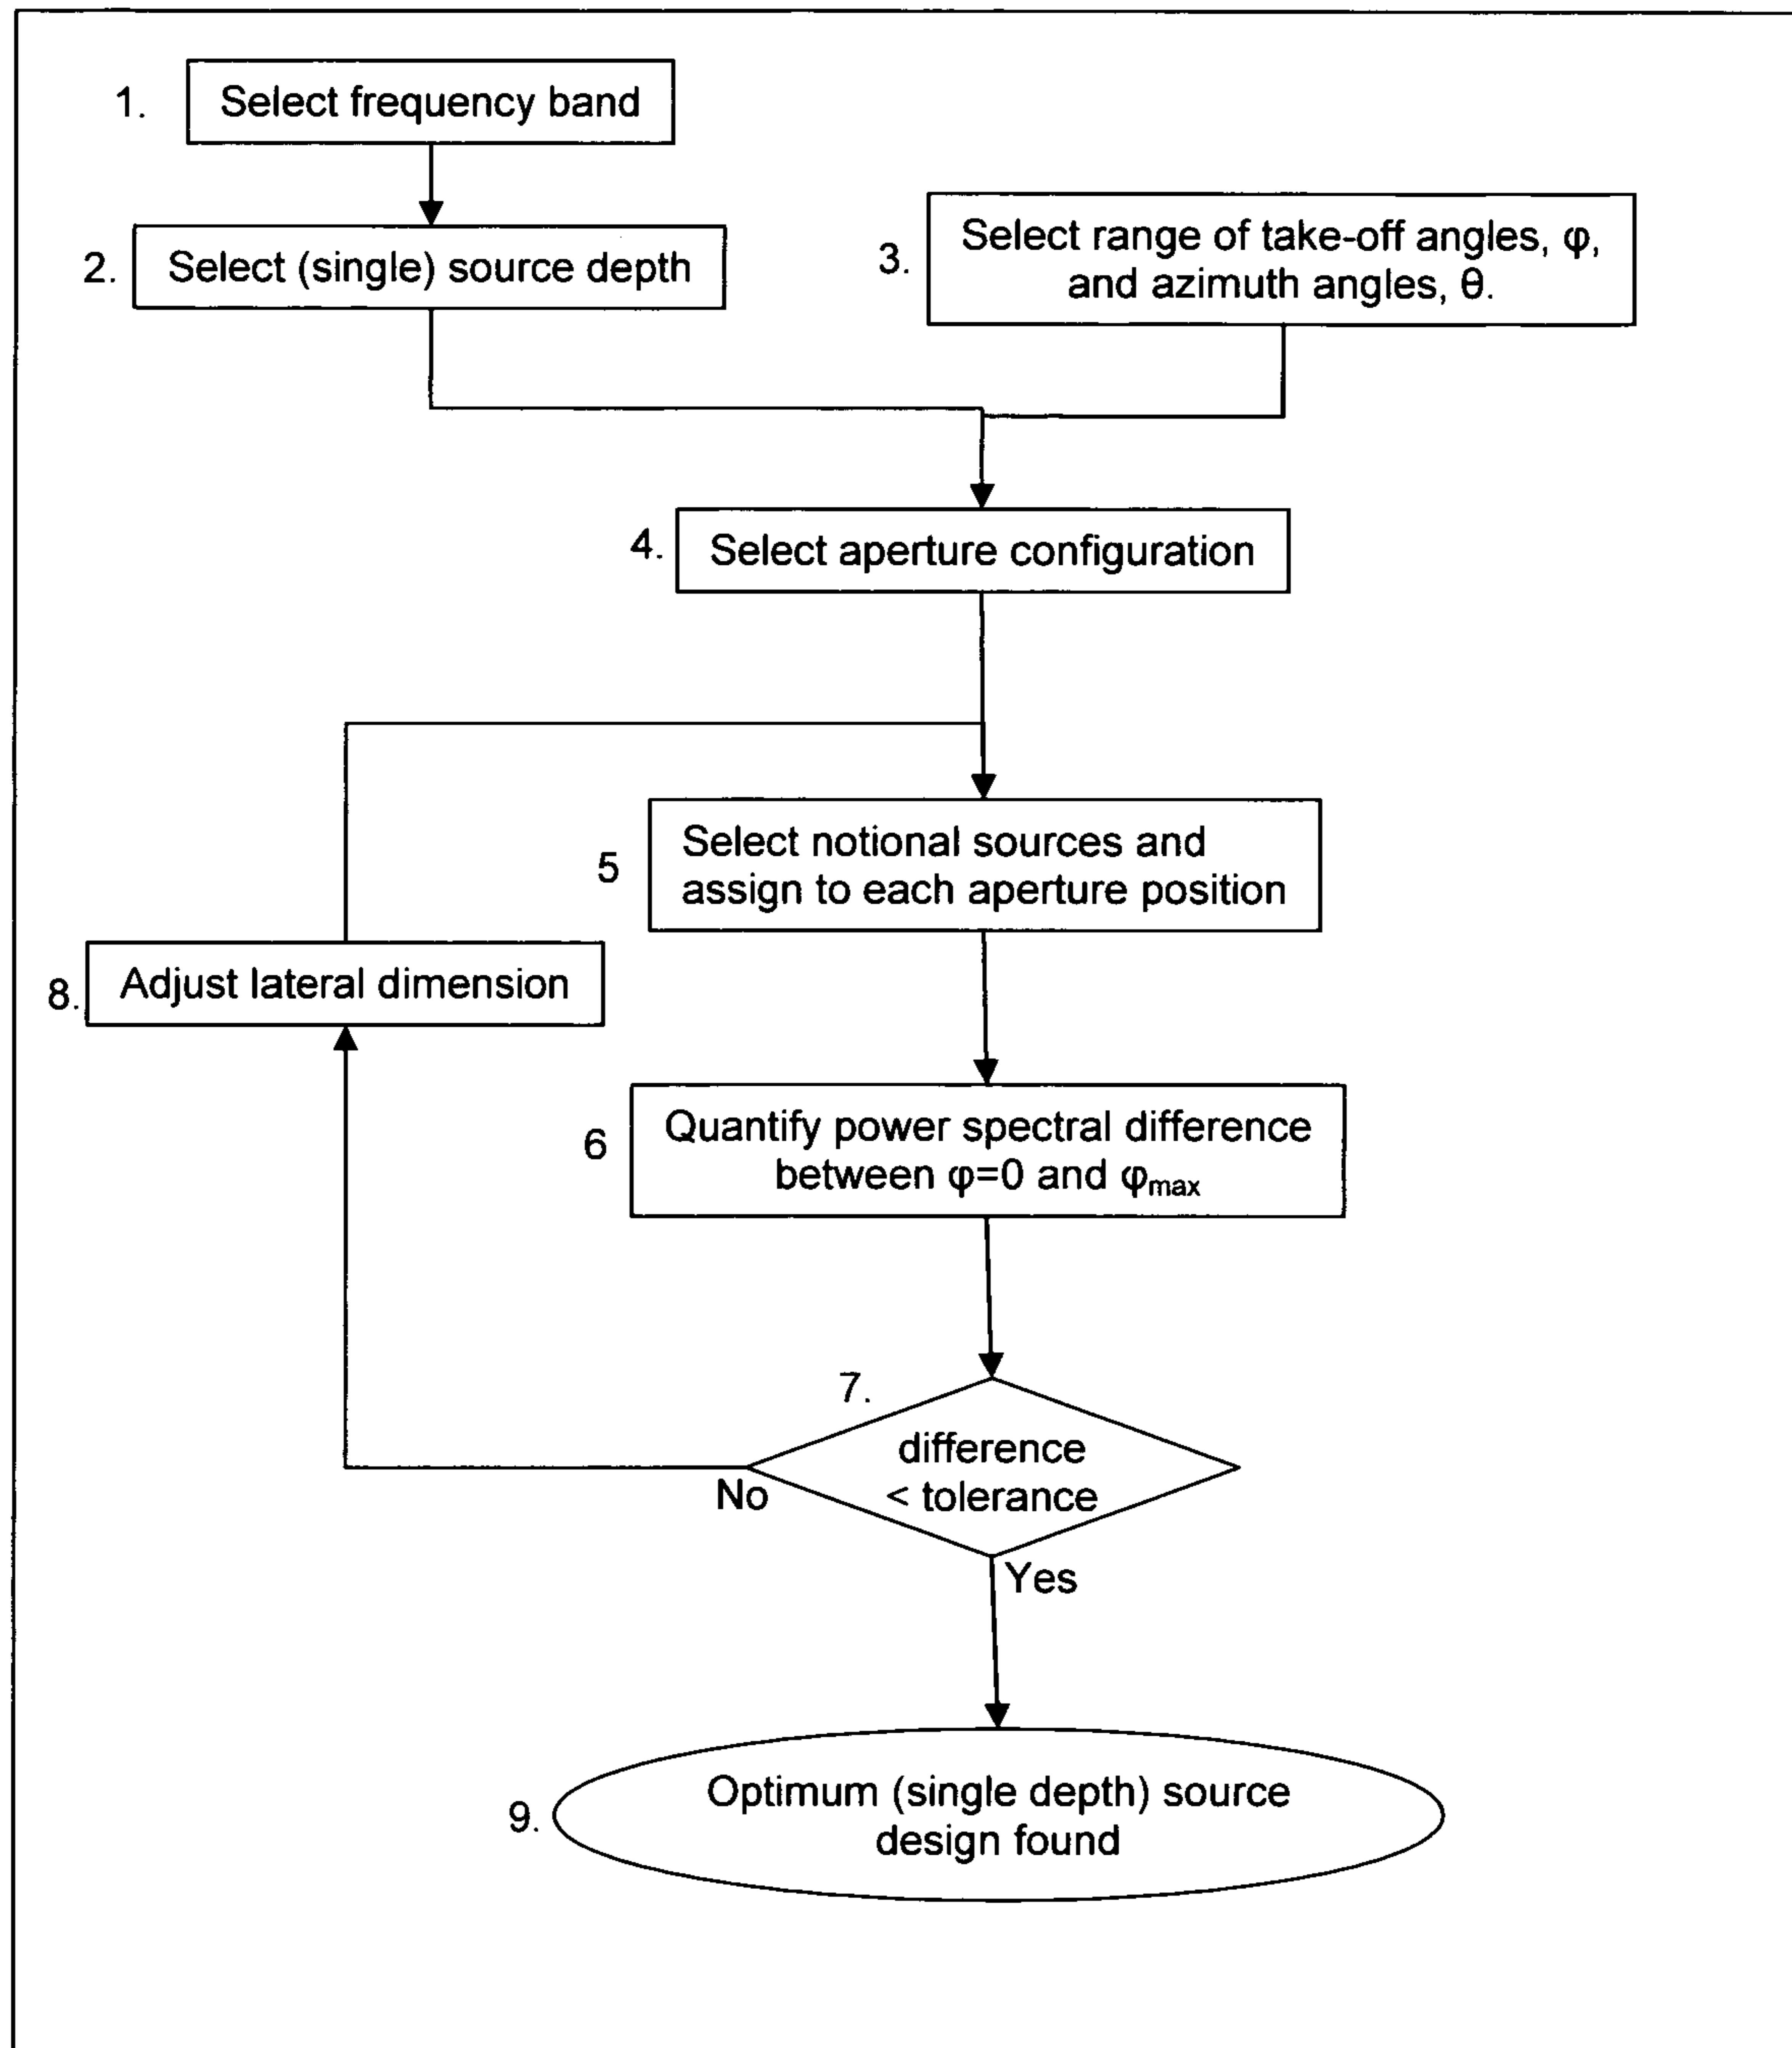 1. Select frequency band
2. Select (single) source depth
3. Select range of take-off angles, φ,
and azimuth angles, θ.
4. Select aperture configuration
5 Select notional sources and
assign to each aperture position
8. Adjust lateral dimension
6 Quantify power spectral difference
between φ=0 and φmax
7.
difference
< tolerance
No
Yes
9. Optimum (single depth) source
design found